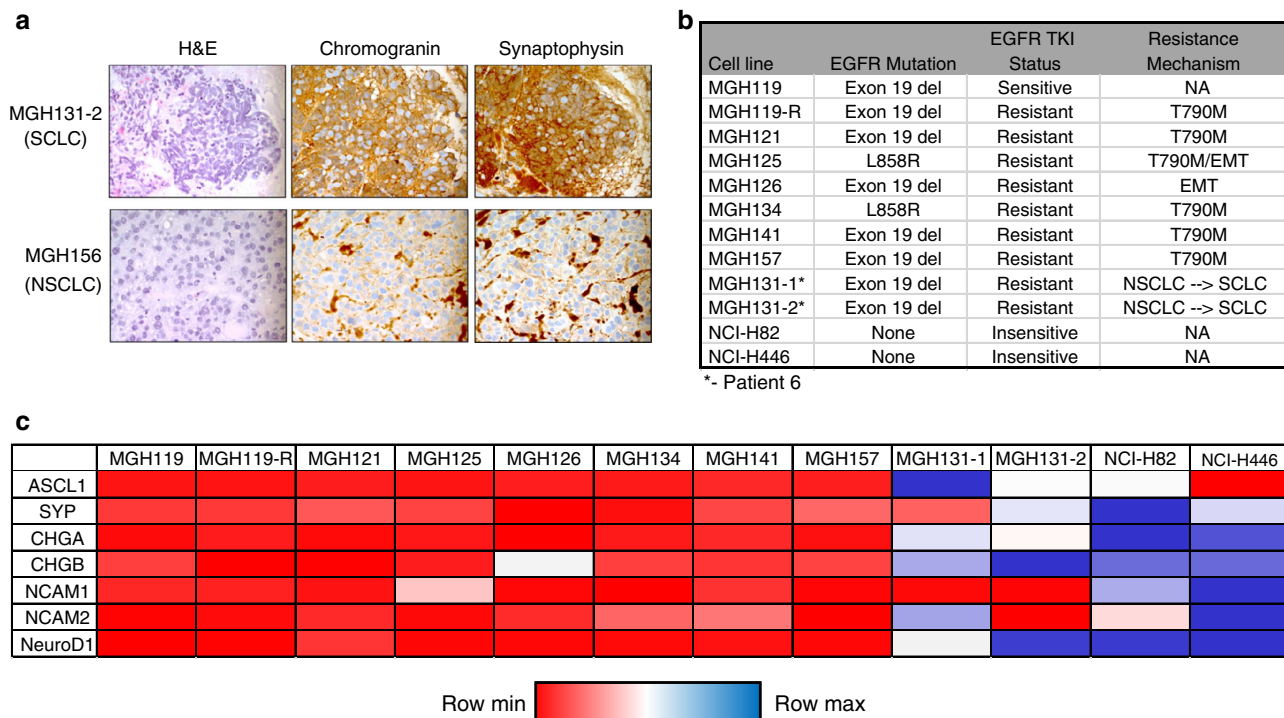 a
H&E Chromogranin Synaptophysin
MGH131-2
(SCLC)
MGH156
(NSCLC)
b
EGFR TKI Resistance
Cell line EGFR Mutation Status Mechanism
MGH119 Exon 19 del Sensitive NA
MGH119-R Exon 19 del Resistant T790M
MGH121 Exon 19 del Resistant T790M
MGH125 L858R Resistant T790M/EMT
MGH126 Exon 19 del Resistant EMT
MGH134 L858R Resistant T790M
MGH141 Exon 19 del Resistant T790M
MGH157 Exon 19 del Resistant T790M
MGH131-1* Exon 19 del Resistant NSCLC --> SCLC
MGH131-2* Exon 19 del Resistant NSCLC --> SCLC
NCI-H82 None Insensitive NA
NCI-H446 None Insensitive NA
*- Patient 6
c
MGH119 MGH119-R MGH121 MGH125 MGH126 MGH134 MGH141 MGH157 MGH131-1 MGH131-2 NCI-H82 NCI-H446
ASCL1
SYP
CHGA
CHGB
NCAM1
NCAM2
NeuroD1
Row min Row max